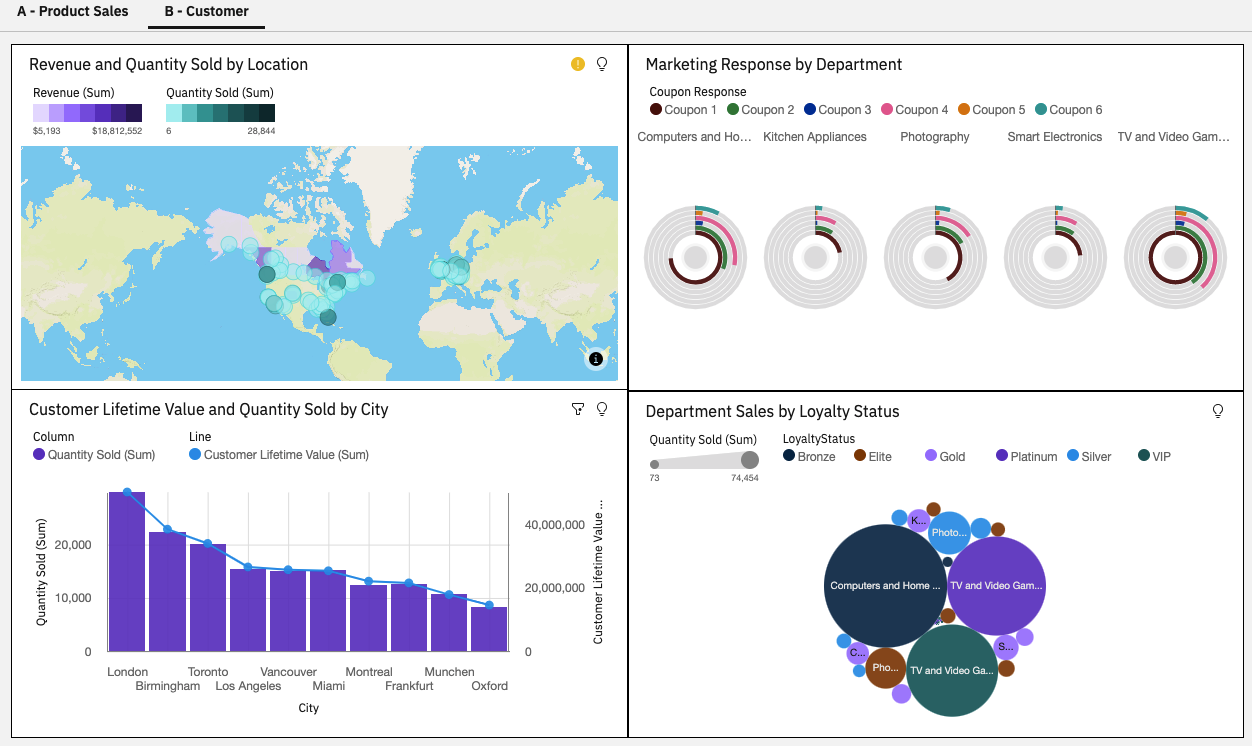 A - Product Sales
B - Customer
Revenue and Quantity Sold by Location
Revenue (Sum)
Quantity Sold (Sum)
$5,193
$18,812,552
6
28,844
Marketing Response by Department
Coupon Response
Coupon 1
Coupon 2
Coupon 3
Coupon 4
Coupon 5
Coupon 6
Computers and Ho...
Kitchen Appliances
Photography
Smart Electronics
TV and Video Gam...
Customer Lifetime Value and Quantity Sold by City
Column
Line
Quantity Sold (Sum)
Customer Lifetime Value (Sum)
Quantity Sold (Sum)
20,000
10,000
0
40,000,000
20,000,000
0
Customer Lifetime Value ...
London
Birmingham
Toronto
Los Angeles
Vancouver
Miami
Montreal
Frankfurt
Munchen
Oxford
City
Department Sales by Loyalty Status
Quantity Sold (Sum)
73
74,454
LoyaltyStatus
Bronze
Elite
Gold
Platinum
Silver
VIP
K...
Photo...
Computers and Home ...
TV and Video Gam...
C...
Pho...
TV and Video Ga...
S...